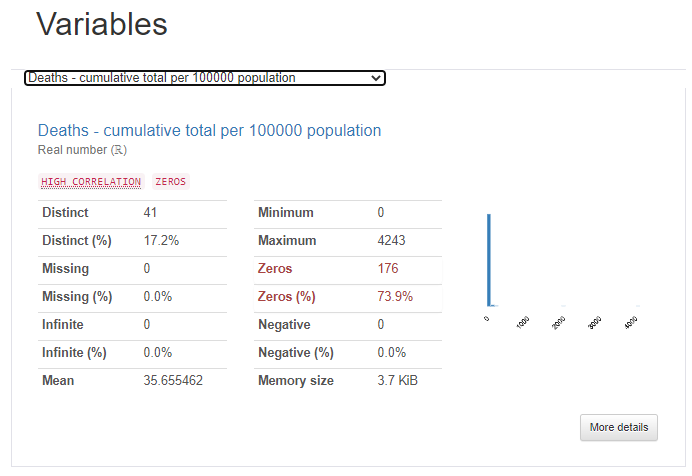 Variables
Deaths - cumulative total per 100000 population
Deaths - cumulative total per 100000 population
Real number (ℝ)
HIGH CORRELATION ZEROS
Distinct 41
Distinct (%) 17.2%
Missing 0
Missing (%) 0.0%
Infinite 0
Infinite (%) 0.0%
Mean 35.655462
Minimum 0
Maximum 4243
Zeros 176
Zeros (%) 73.9%
Negative 0
Negative (%) 0.0%
Memory size 3.7 KiB
0 1000 2000 3000 4000
More details